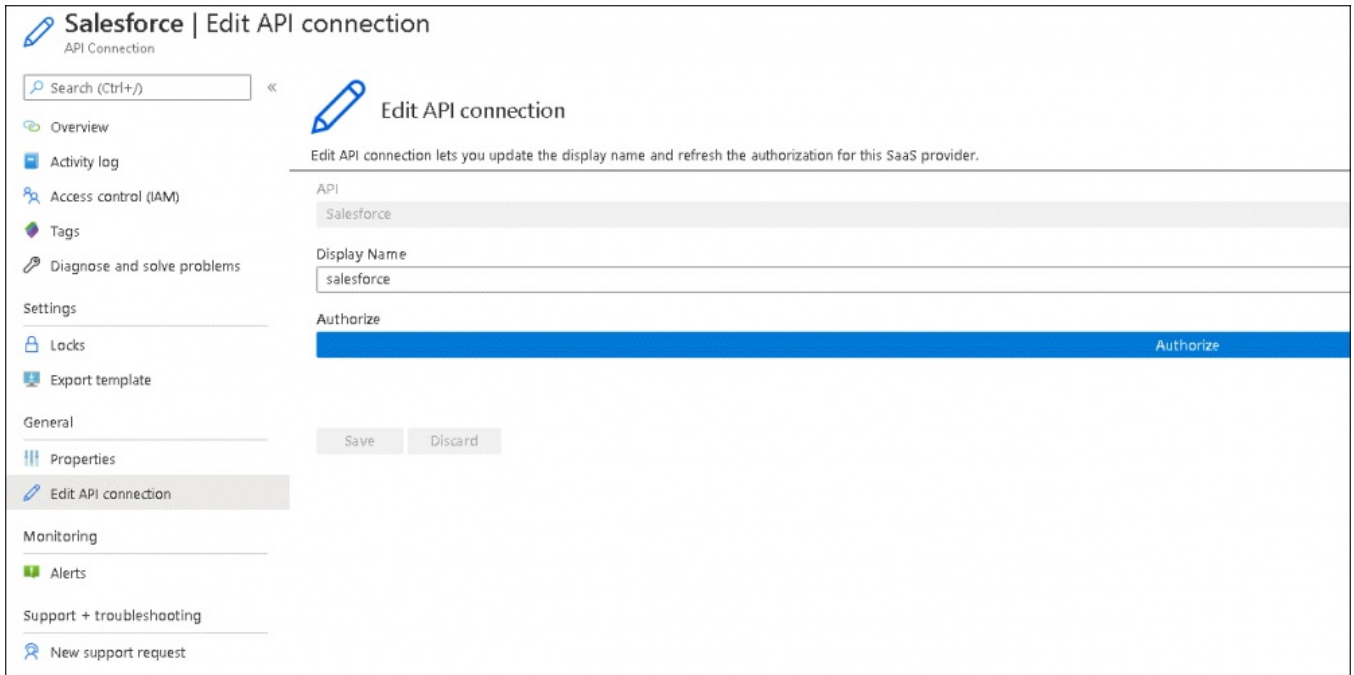 Salesforce | Edit API connection
API Connection
Search (Ctrl+/)
«
Overview
Activity log
Access control (IAM)
Tags
Diagnose and solve problems
Settings
Locks
Export template
General
Properties
Edit API connection
Monitoring
Alerts
Support + troubleshooting
New support request
Edit API connection
Edit API connection lets you update the display name and refresh the authorization for this SaaS provider.
API
Salesforce
Display Name
salesforce
Authorize
Authorize
Save Discard